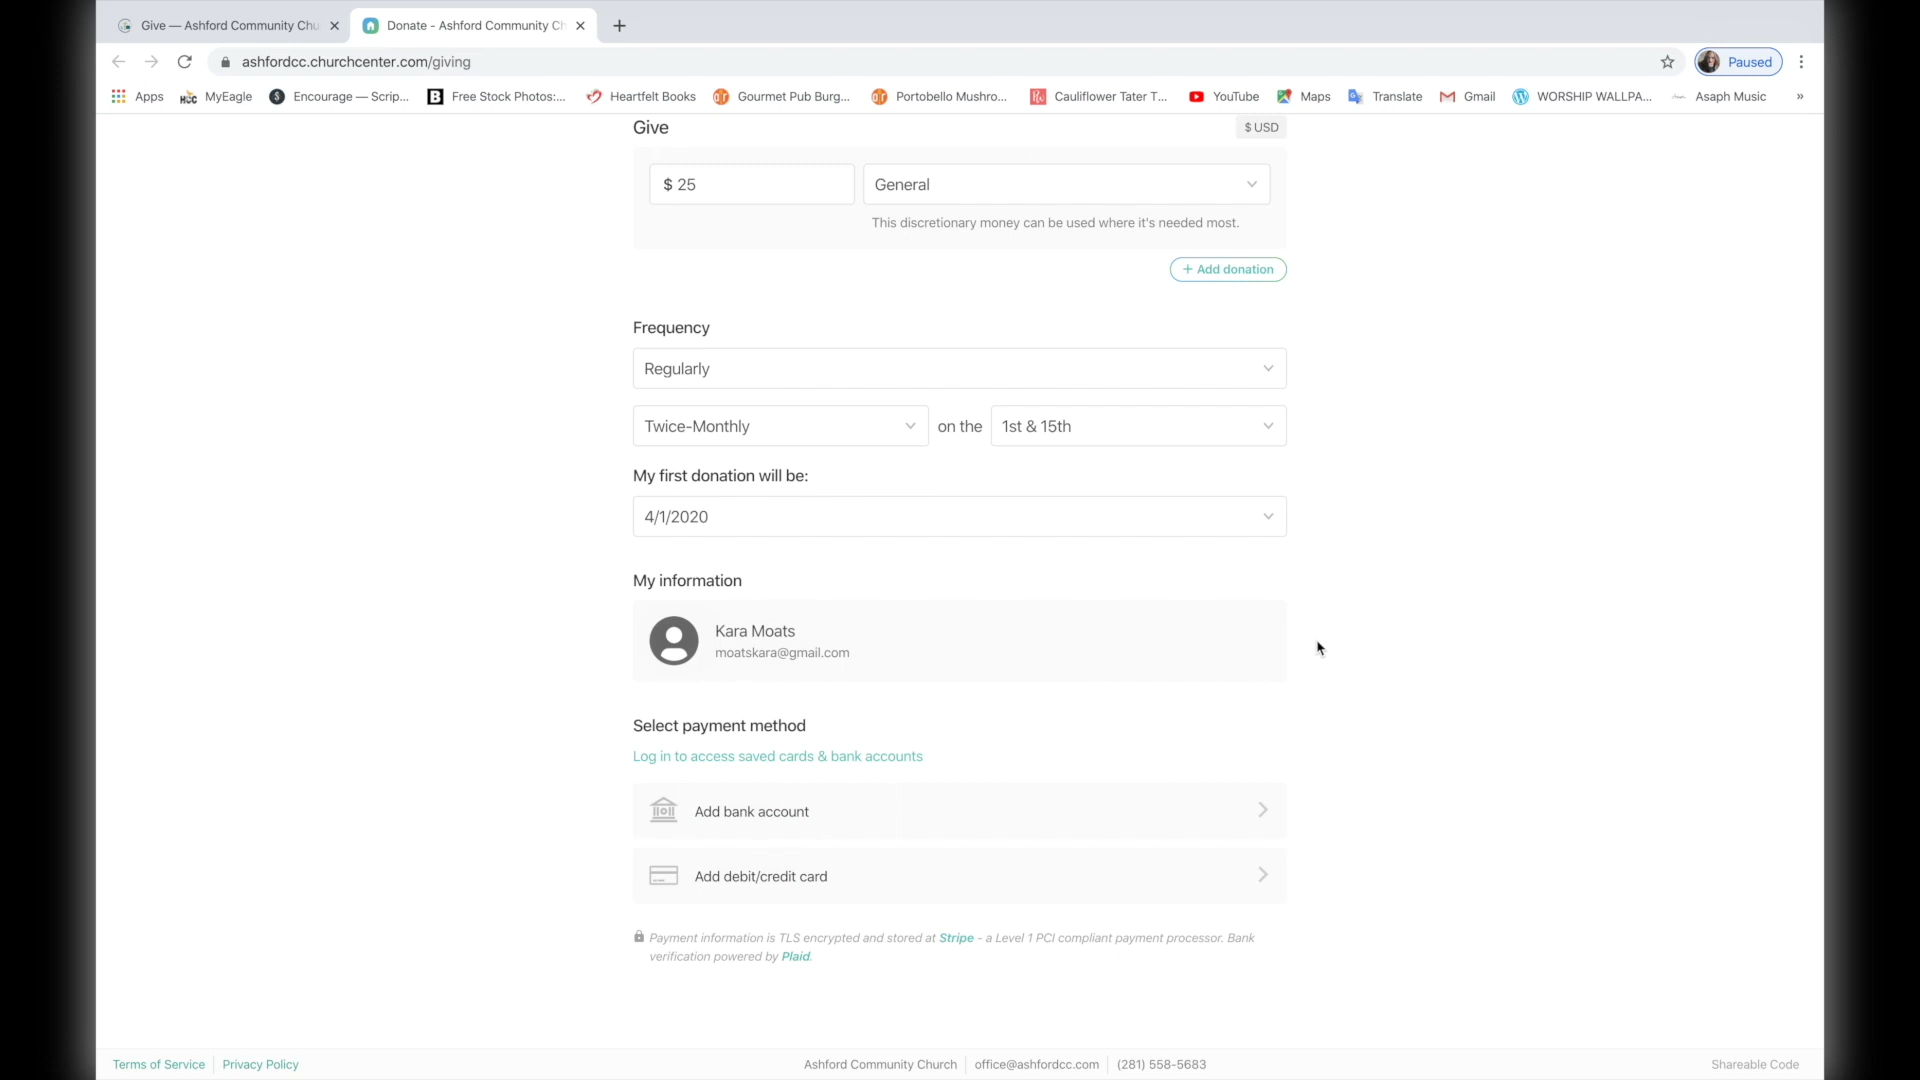 Give — Ashford Community Chu
Donate - Ashford Community Ch
ashfordcc.churchcenter.com/giving
Paused
Apps
HCC MyEagle
Encourage — Scrip...
B Free Stock Photos:...
Heartfelt Books
Gourmet Pub Burg...
Portobello Mushro...
Cauliflower Tater T...
YouTube
Maps
Translate
Gmail
WORSHIP WALLPA...
Asaph Music
»
Give
$ USD
$ 25
General
This discretionary money can be used where it's needed most.
+ Add donation
Frequency
Regularly
Twice-Monthly on the 1st & 15th
My first donation will be:
4/1/2020
My information
Kara Moats
moatskara@gmail.com
Select payment method
Log in to access saved cards & bank accounts
Add bank account
Add debit/credit card
Payment information is TLS encrypted and stored at Stripe - a Level 1 PCI compliant payment processor. Bank
verification powered by Plaid.
Terms of Service
Privacy Policy
Ashford Community Church
office@ashfordcc.com
(281) 558-5683
Shareable Code